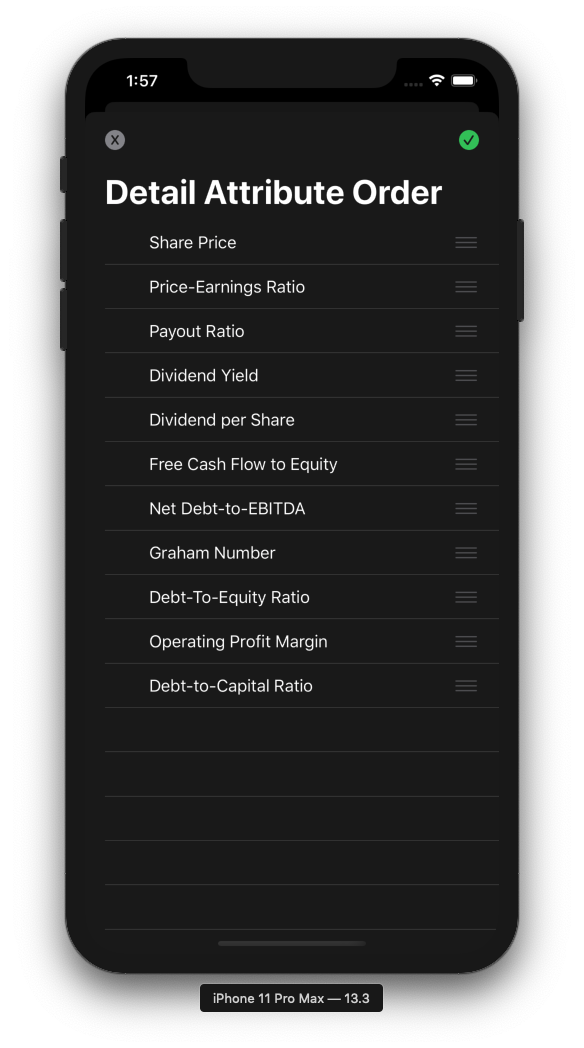 1:57
Detail Attribute Order
Share Price
Price-Earnings Ratio
Payout Ratio
Dividend Yield
Dividend per Share
Free Cash Flow to Equity
Net Debt-to-EBITDA
Graham Number
Debt-To-Equity Ratio
Operating Profit Margin
Debt-to-Capital Ratio
iPhone 11 Pro Max — 13.3